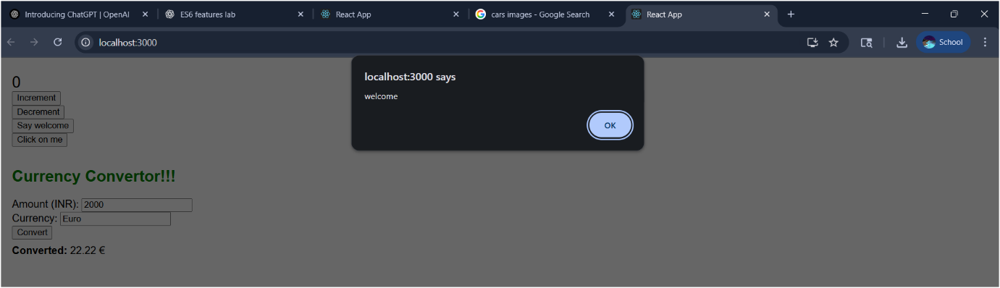 Introducing ChatGPT | OpenAI
ES6 features lab
React App
cars images - Google Search
React App
localhost:3000
School
localhost:3000 says
welcome
OK
0
Increment
Decrement
Say welcome
Click on me
Currency Convertor!!!
Amount (INR): 2000
Currency: Euro
Convert
Converted: 22.22 €